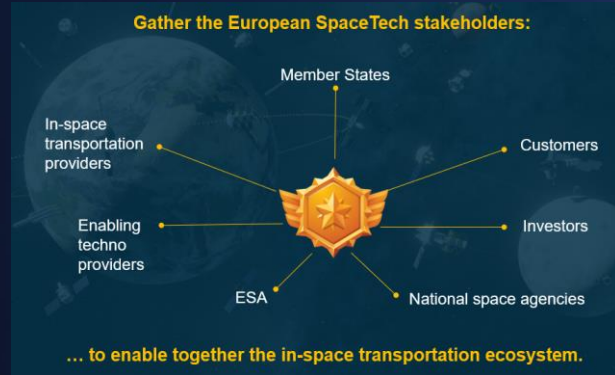 Gather the European SpaceTech stakeholders:
Member States
In-space
transportation
providers
Customers
Enabling
techno
providers
Investors
ESA
National space agencies
… to enable together the in-space transportation ecosystem.